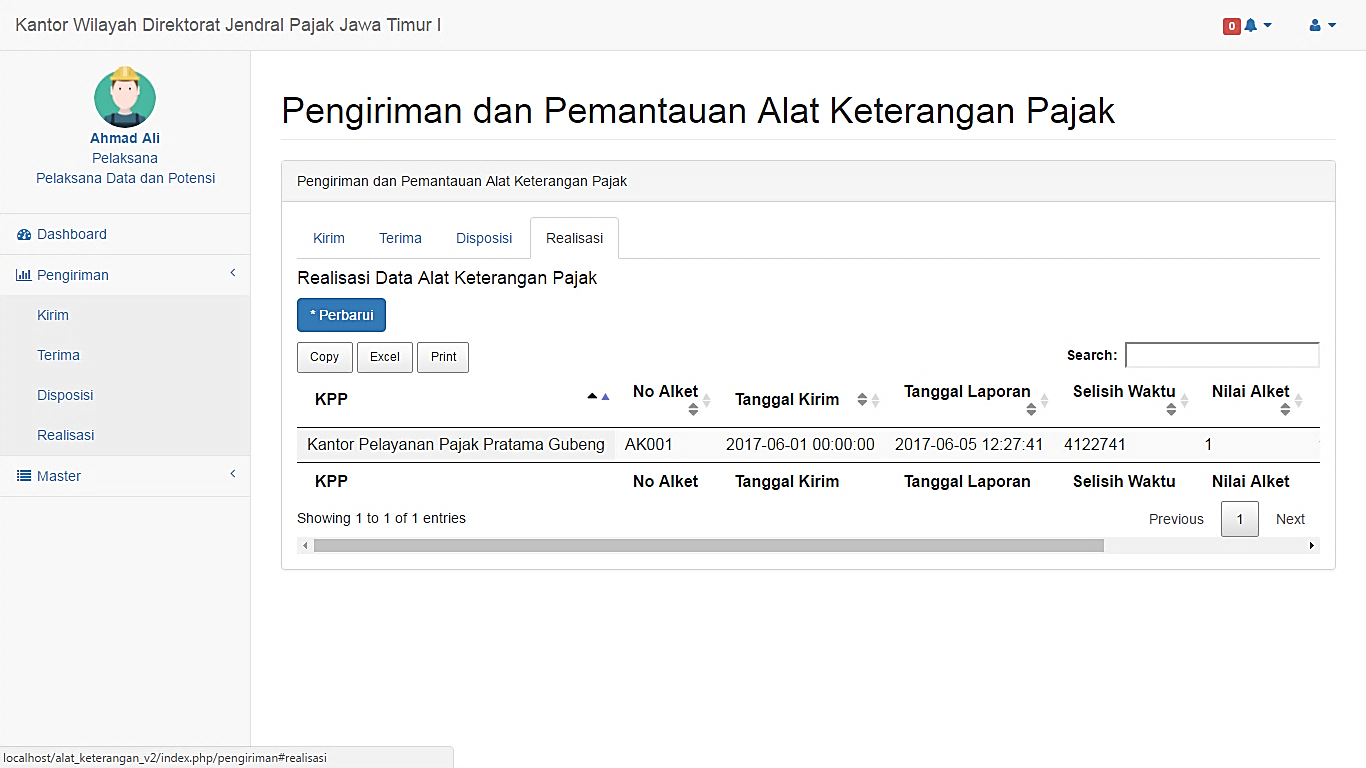 Kantor Wilayah Direktorat Jendral Pajak Jawa Timur I
0
Ahmad Ali
Pelaksana
Pelaksana Data dan Potensi
Dashboard
Pengiriman
Kirim
Terima
Disposisi
Realisasi
Master
Pengiriman dan Pemantauan Alat Keterangan Pajak
Pengiriman dan Pemantauan Alat Keterangan Pajak
Kirim Terima Disposisi Realisasi
Realisasi Data Alat Keterangan Pajak
* Perbarui
Copy Excel Print Search:
KPP No Alket Tanggal Kirim Tanggal Laporan Selisih Waktu Nilai Alket
Kantor Pelayanan Pajak Pratama Gubeng AK001 2017-06-01 00:00:00 2017-06-05 12:27:41 4122741 1
KPP No Alket Tanggal Kirim Tanggal Laporan Selisih Waktu Nilai Alket
Showing 1 to 1 of 1 entries Previous 1 Next
localhost/alat_keterangan_v2/index.php/pengiriman#realisasi